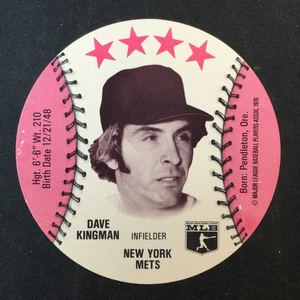 Hgt. 6'-6" Wt. 210
Birth Date 12/21/48
DAVE
KINGMAN
INFIELDER
NEW YORK
METS
MLB
Born: Pendleton, Ore.
© MAJOR LEAGUE BASEBALL PLAYERS ASSOC. 1976